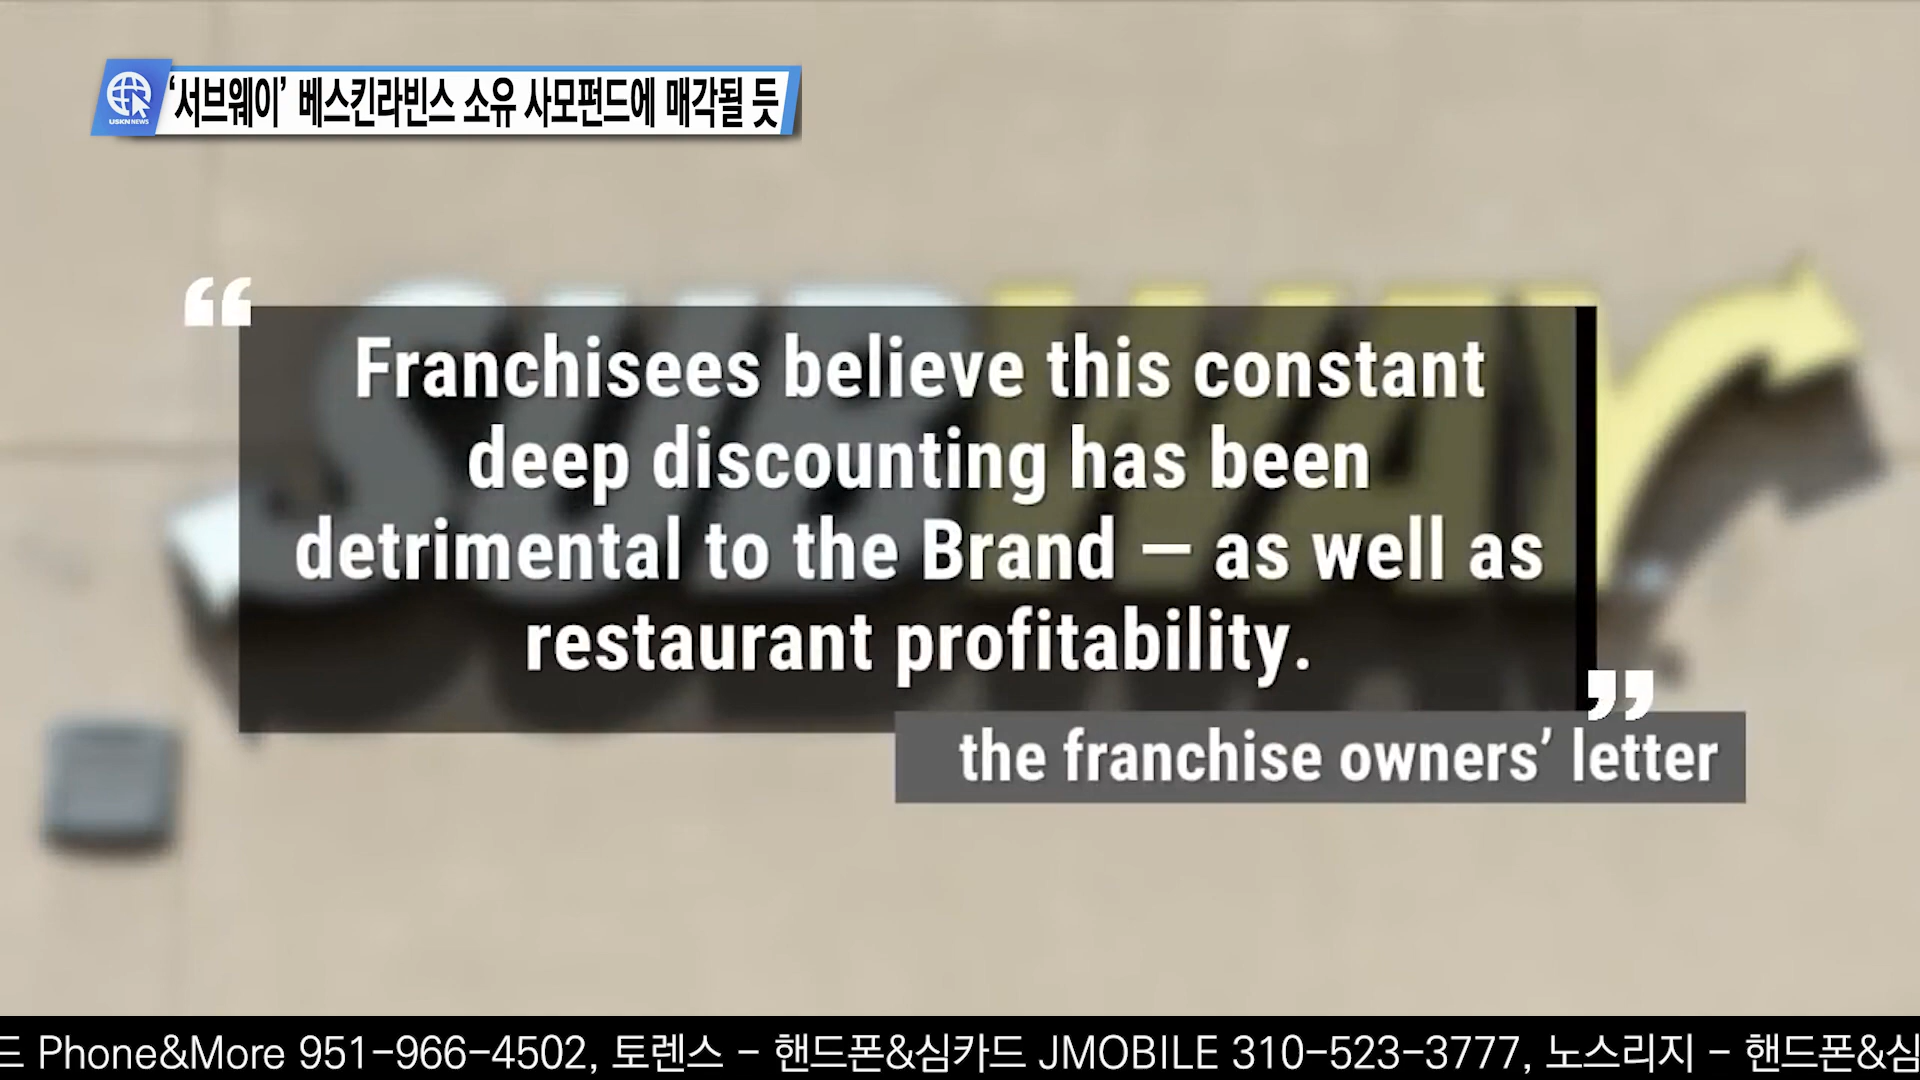 USKN NEWS
‘서브웨이’ 베스킨라빈스 소유 사모펀드에 매각될 듯
SUBWAY
“
Franchisees believe this constant
deep discounting has been
detrimental to the Brand — as well as
restaurant profitability.
”
the franchise owners’ letter
드 Phone&More 951-966-4502, 토렌스 - 핸드폰&심카드 JMOBILE 310-523-3777, 노스리지 - 핸드폰&심